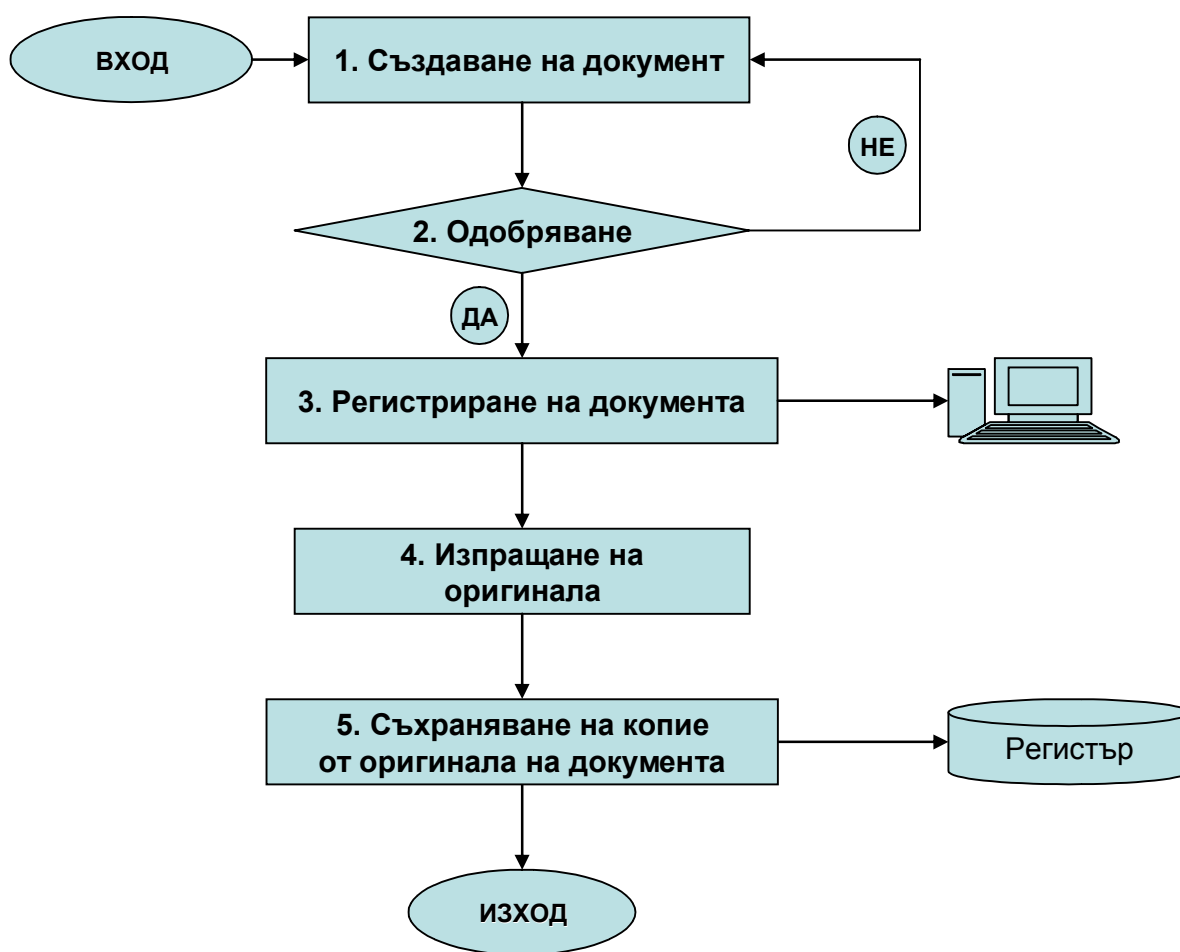 ВХОД
1. Създаване на документ
НЕ
2. Одобряване
ДА
3. Регистриране на документа
4. Изпращане на
оригинала
5. Съхраняване на копие
от оригинала на документа
Регистър
ИЗХОД